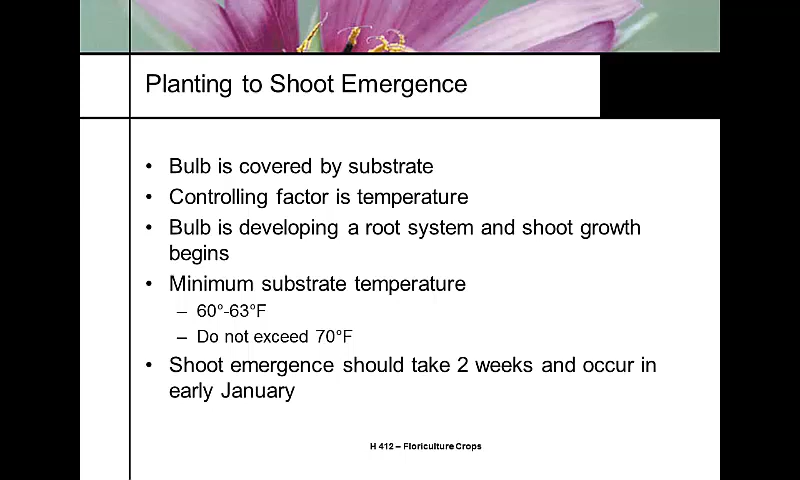 Planting to Shoot Emergence
• Bulb is covered by substrate
• Controlling factor is temperature
• Bulb is developing a root system and shoot growth
begins
• Minimum substrate temperature
– 60°-63°F
– Do not exceed 70°F
• Shoot emergence should take 2 weeks and occur in
early January
H 412 – Floriculture Crops